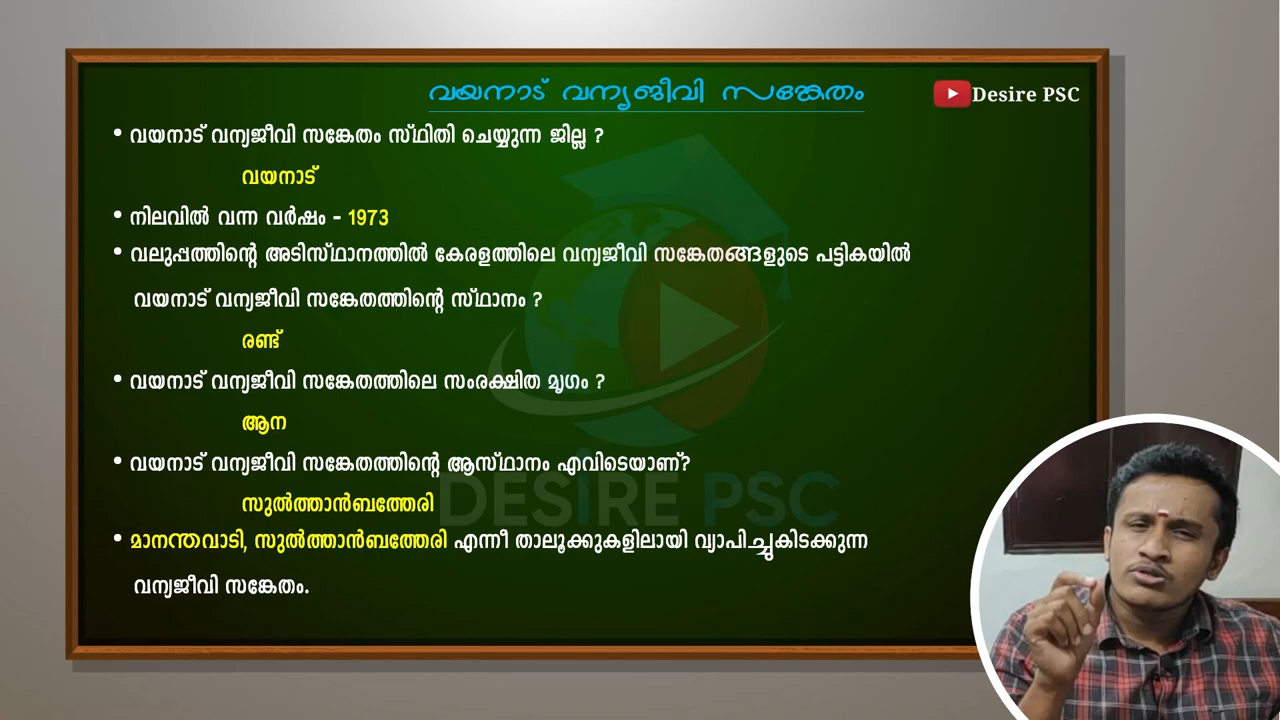 വയനാട് വന്യജീവി സങ്കേതം
Desire PSC
• വയനാട് വന്യജീവി സങ്കേതം സ്ഥിതി ചെയ്യുന്ന ജില്ല ?
വയനാട്
• നിലവിൽ വന്ന വർഷം - 1973
• വലുപ്പത്തിന്റെ അടിസ്ഥാനത്തിൽ കേരളത്തിലെ വന്യജീവി സങ്കേതങ്ങളുടെ പട്ടികയിൽ
വയനാട് വന്യജീവി സങ്കേതത്തിന്റെ സ്ഥാനം ?
രണ്ട്
• വയനാട് വന്യജീവി സങ്കേതത്തിലെ സംരക്ഷിത മൃഗം ?
ആന
• വയനാട് വന്യജീവി സങ്കേതത്തിന്റെ ആസ്ഥാനം എവിടെയാണ്?
സുൽത്താൻബത്തേരി
DESIRE PSC
• മാനന്തവാടി, സുൽത്താൻബത്തേരി എന്നീ താലൂക്കുകളിലായി വ്യാപിച്ചുകിടക്കുന്ന
വന്യജീവി സങ്കേതം.